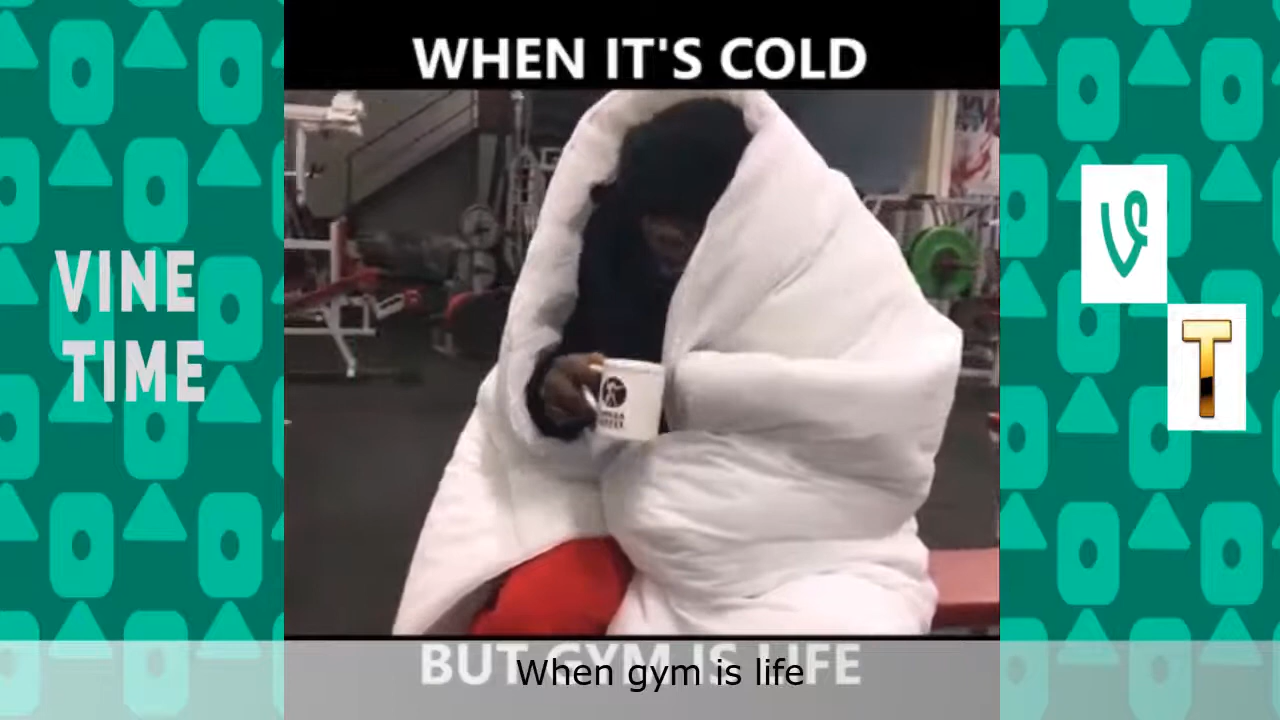 WHEN IT'S COLD
VINE
TIME
T
BUT GYM IS LIFE
When gym is life